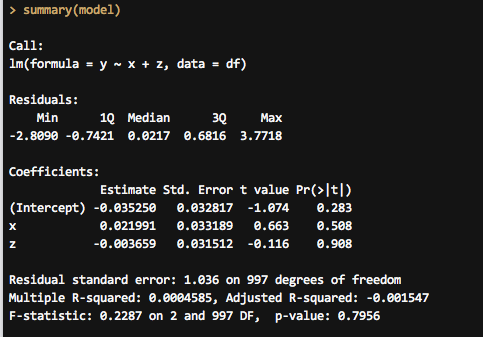 > summary(model)
Call:
lm(formula = y ~ x + z, data = df)
Residuals:
    Min      1Q  Median      3Q     Max
-2.8090 -0.7421  0.0217  0.6816  3.7718
Coefficients:
             Estimate Std. Error t value Pr(>|t|)
(Intercept) -0.035250   0.032817  -1.074    0.283
x            0.021991   0.033189   0.663    0.508
z           -0.003659   0.031512  -0.116    0.908
Residual standard error: 1.036 on 997 degrees of freedom
Multiple R-squared: 0.0004585, Adjusted R-squared: -0.001547
F-statistic: 0.2287 on 2 and 997 DF,  p-value: 0.7956